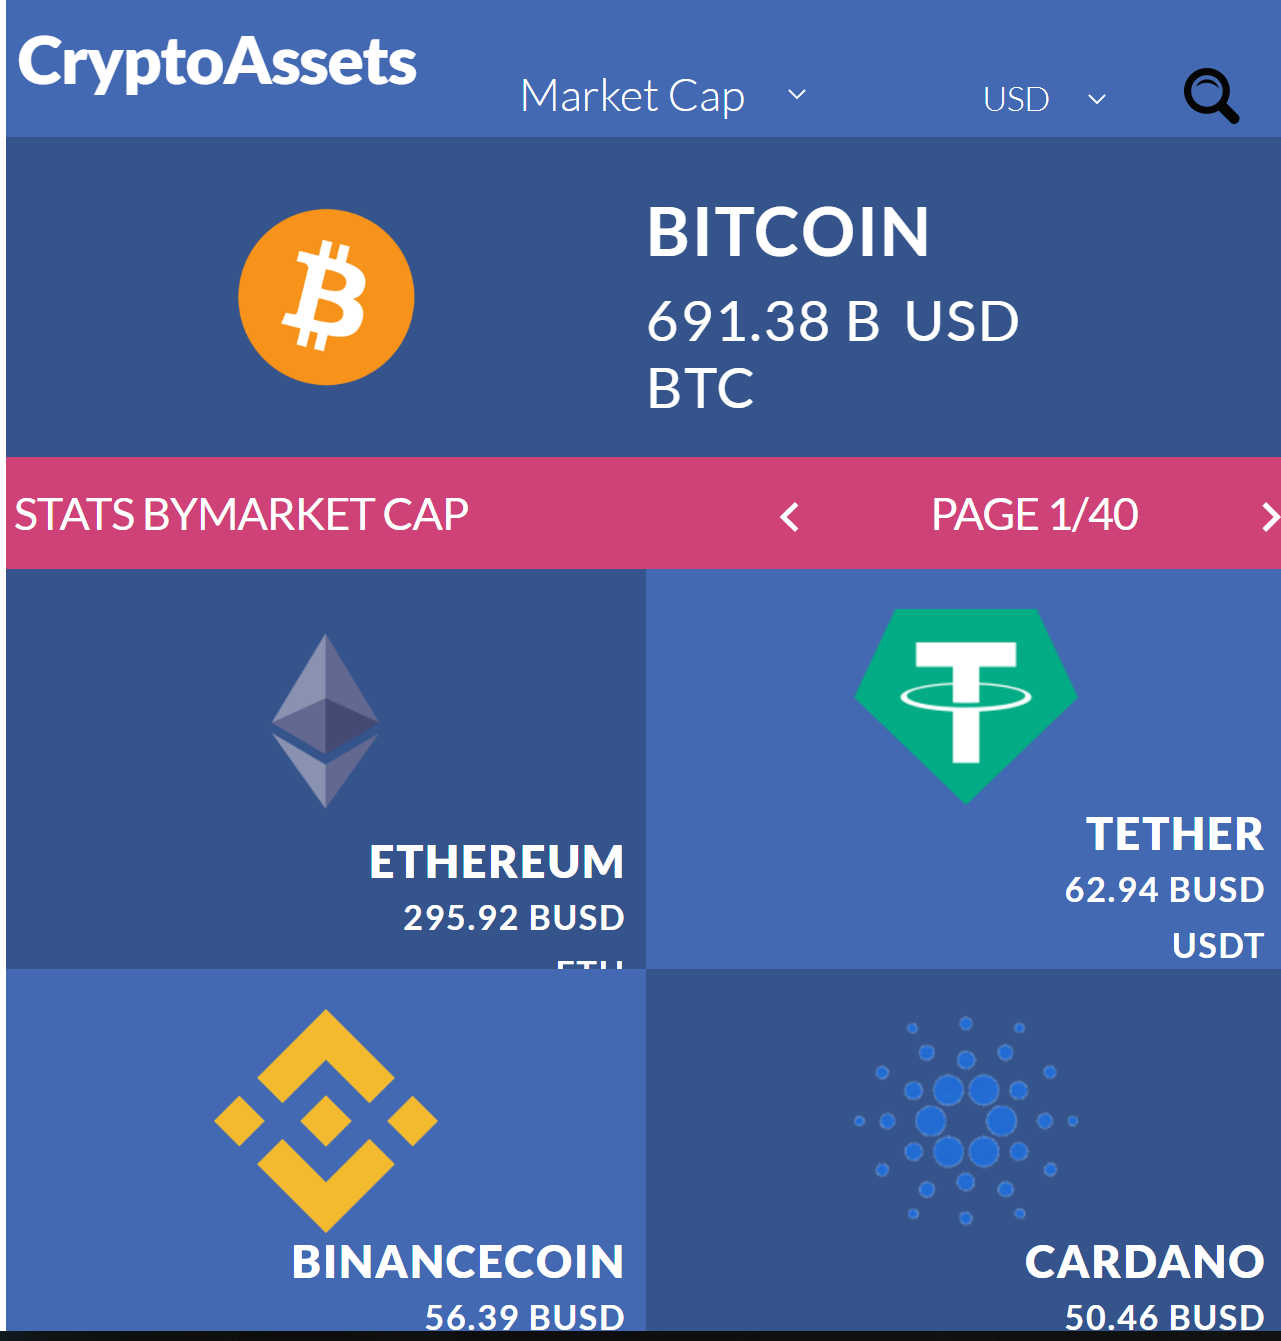 CryptoAssets
Market Cap
USD
BITCOIN
691.38 B USD
BTC
STATS BYMARKET CAP
PAGE 1/40
ETHEREUM
295.92 BUSD
ETH
TETHER
62.94 BUSD
USDT
BINANCECOIN
56.39 BUSD
CARDANO
50.46 BUSD